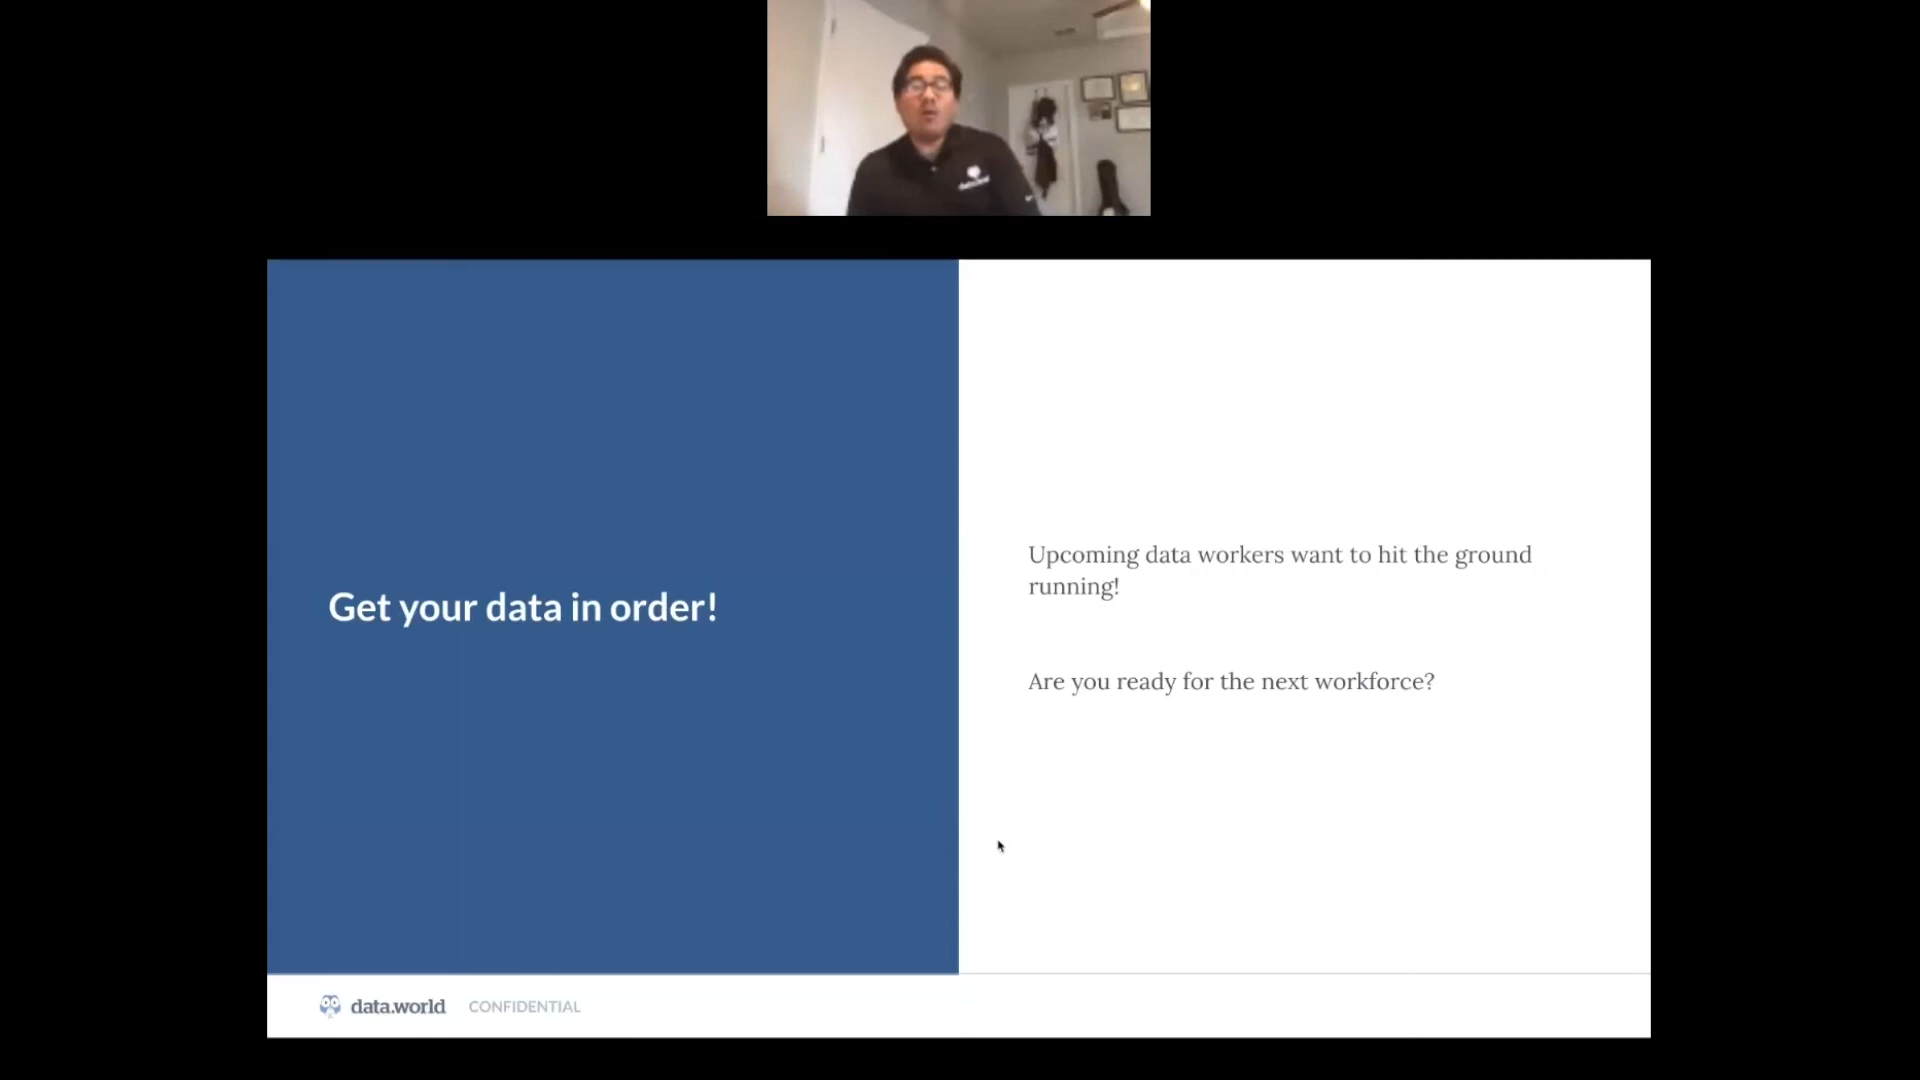 Get your data in order!
Upcoming data workers want to hit the ground
running!
Are you ready for the next workforce?
data.world CONFIDENTIAL